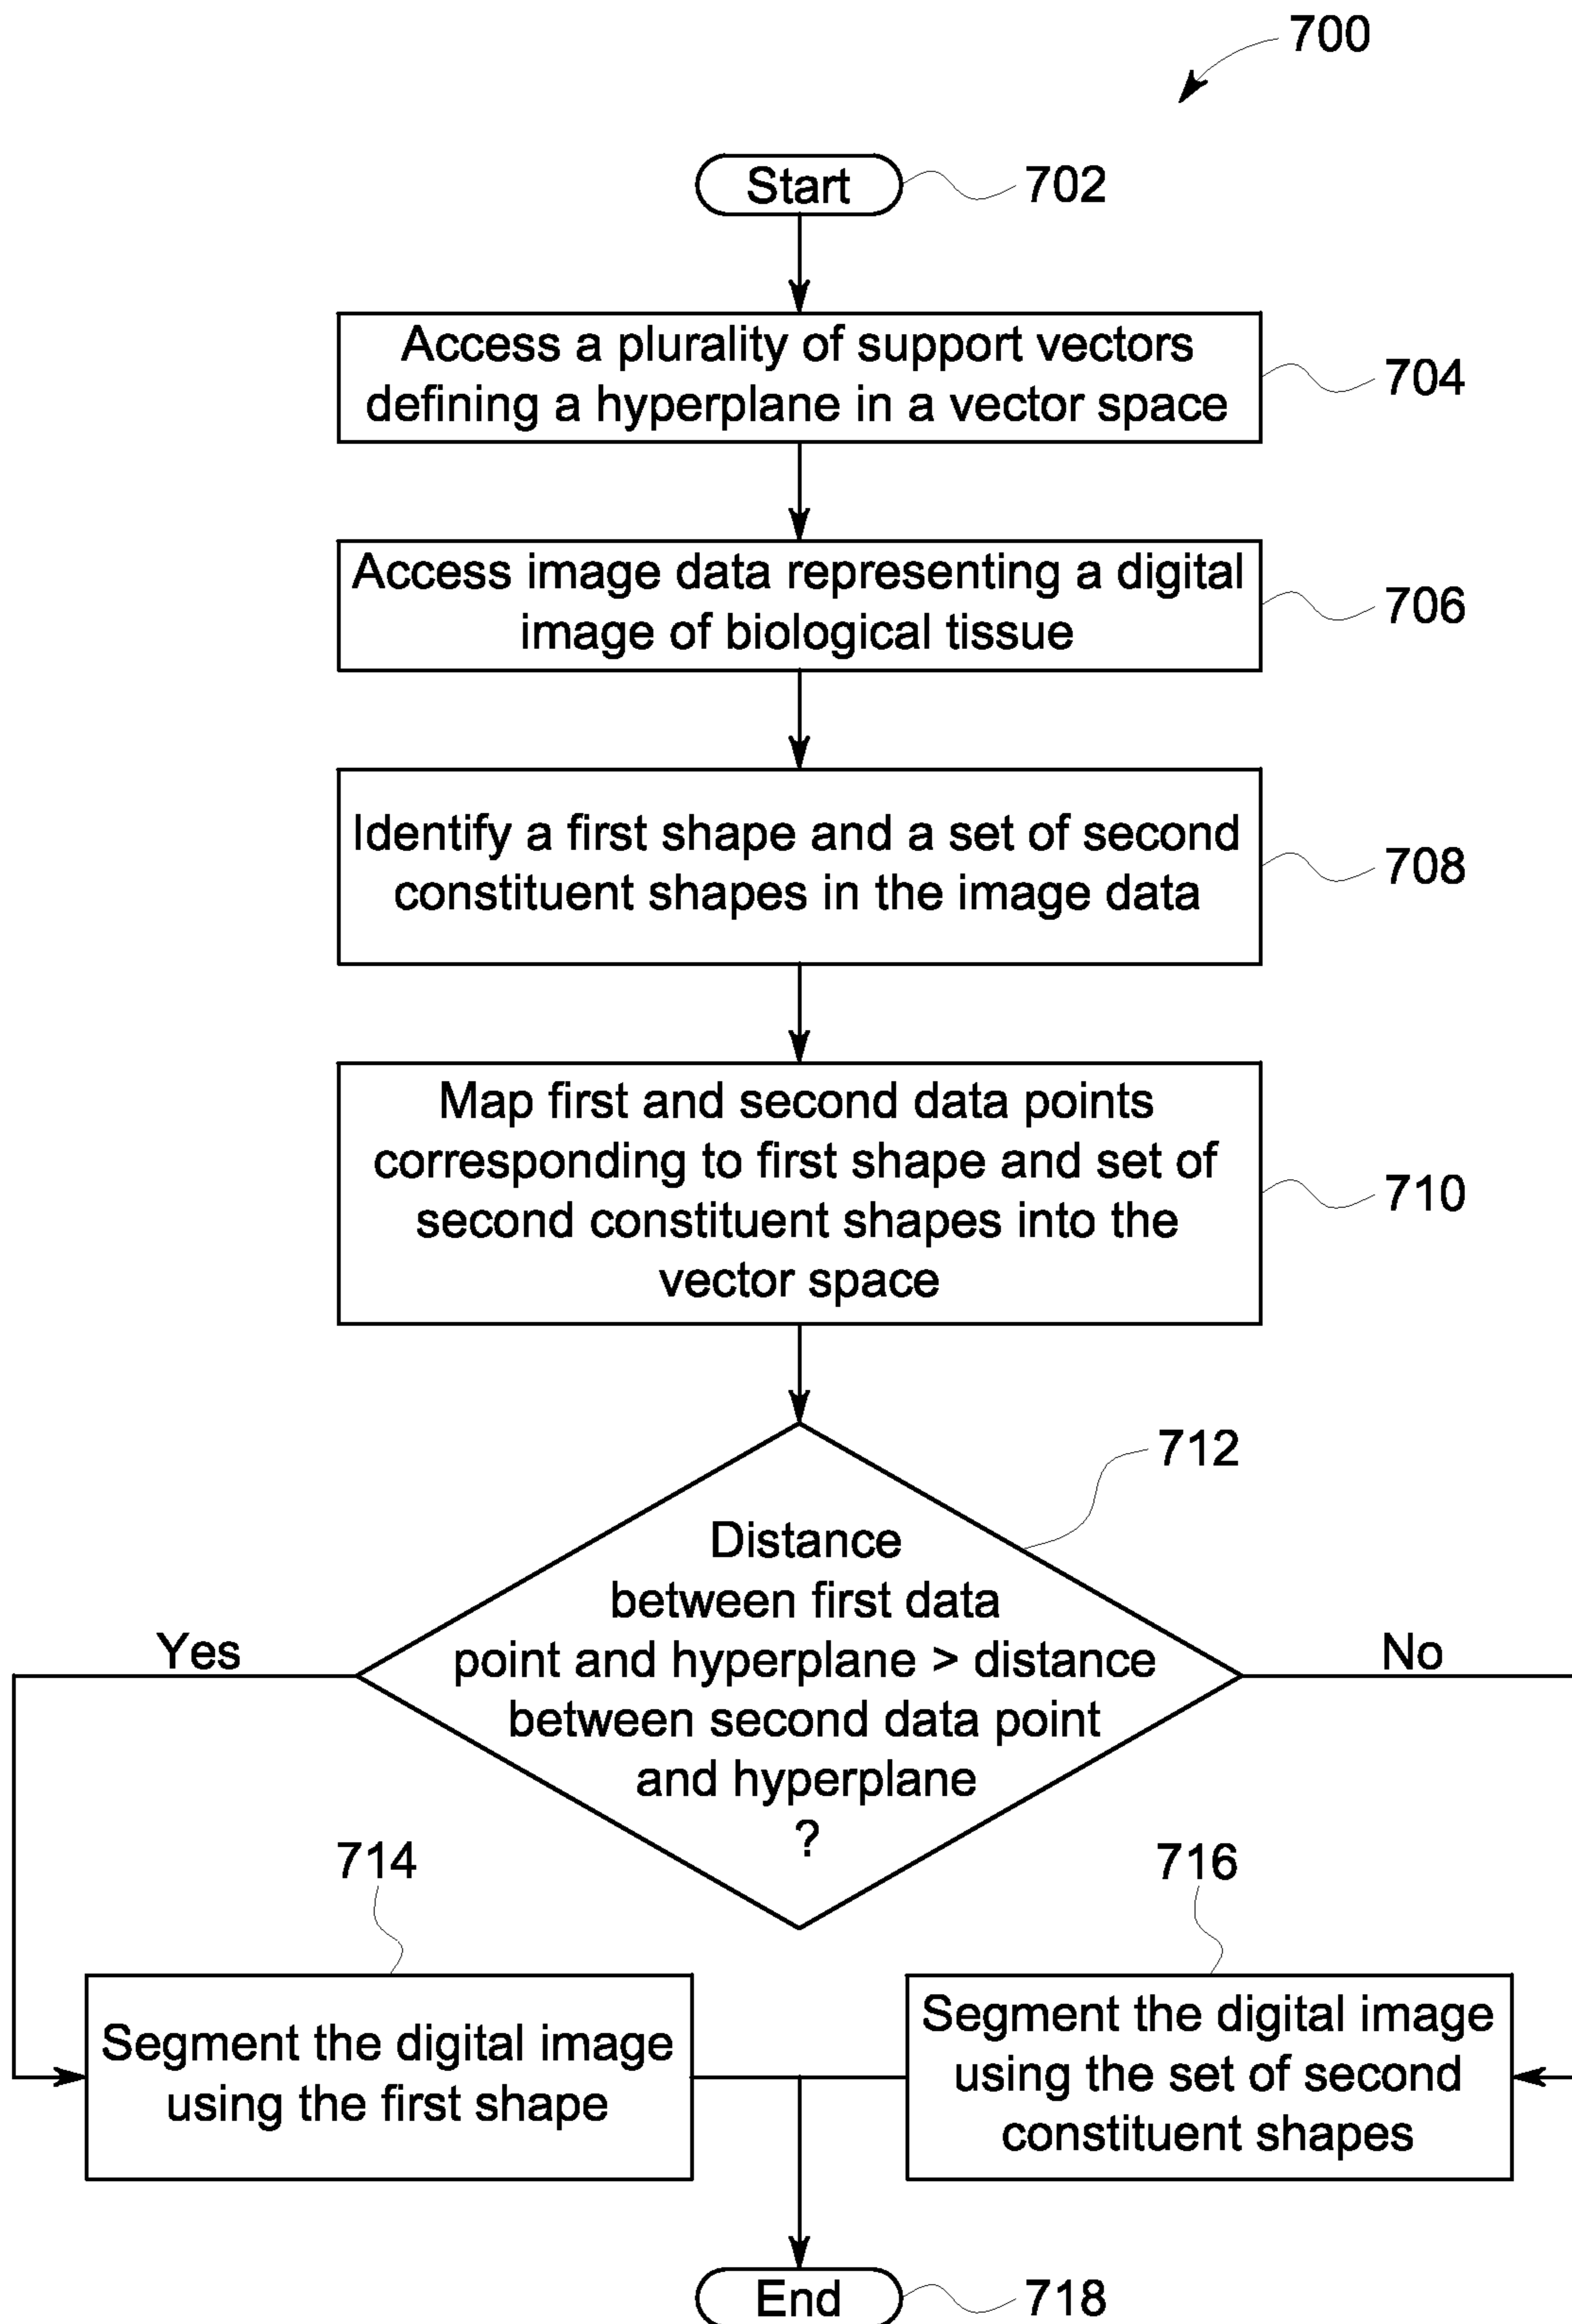 700
Start
702
Access a plurality of support vectors
defining a hyperplane in a vector space
704
Access image data representing a digital
image of biological tissue
706
Identify a first shape and a set of second
constituent shapes in the image data
708
Map first and second data points
corresponding to first shape and set of
second constituent shapes into the
vector space
710
712
Distance
between first data
point and hyperplane > distance
between second data point
and hyperplane
?
Yes
No
714
Segment the digital image
using the first shape
716
Segment the digital image
using the set of second
constituent shapes
End
718